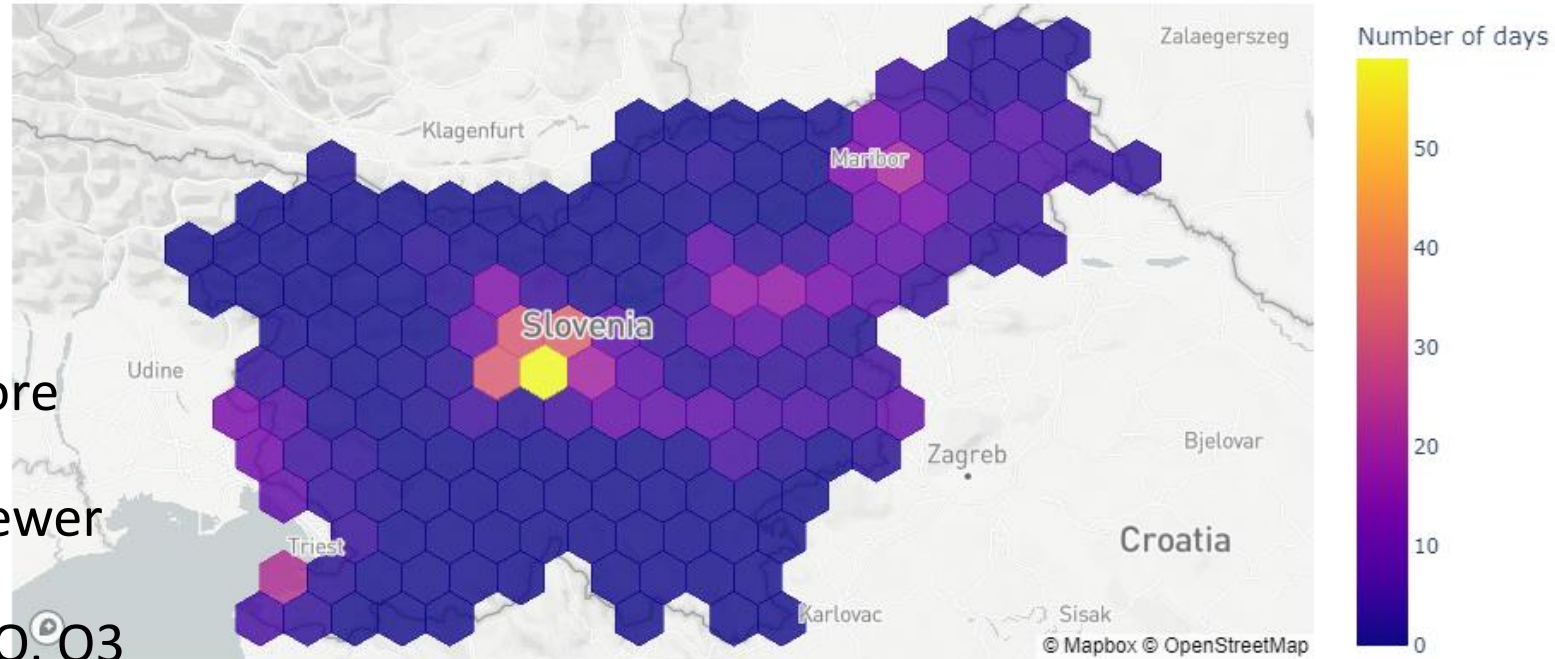 Zalaegerszeg
Number of days
Klagenfurt
Maribor
50
40
Slovenia
30
Udine
ore
20
Bjelovar
Zagreb
ewer
10
Croatia
Triest
Karlovac
Sisak
O, O3
© Mapbox © OpenStreetMap
0